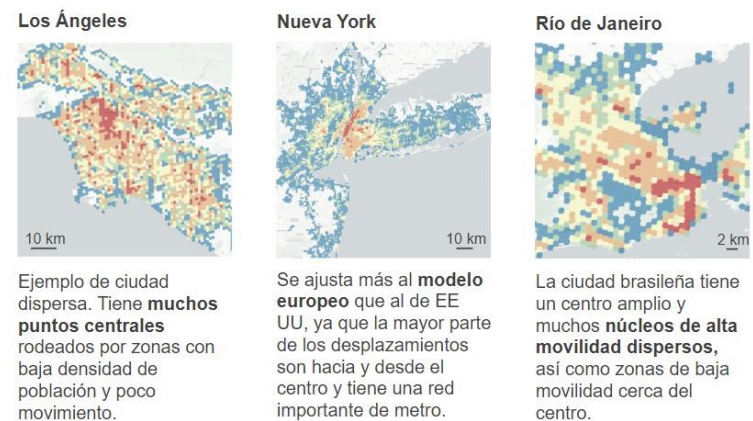 Los Ángeles
10 km
Ejemplo de ciudad
dispersa. Tiene muchos
puntos centrales
rodeados por zonas con
baja densidad de
población y poco
movimiento.
Nueva York
10 km
Se ajusta más al modelo
europeo que al de EE
UU, ya que la mayor parte
de los desplazamientos
son hacia y desde el
centro y tiene una red
importante de metro.
Río de Janeiro
2 km
La ciudad brasileña tiene
un centro amplio y
muchos núcleos de alta
movilidad dispersos,
así como zonas de baja
movilidad cerca del
centro.